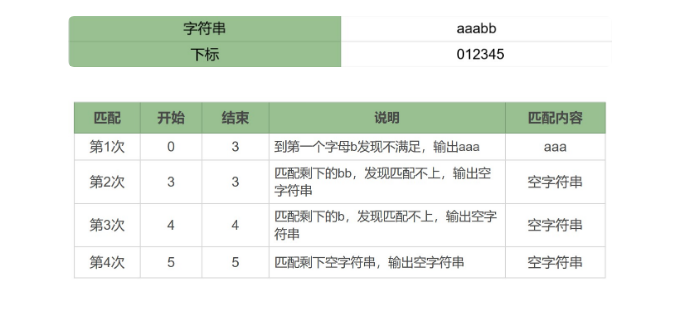 字符串 aaabb
下标 012345
匹配 开始 结束 说明 匹配内容
第1次 0 3 到第一个字母b发现不满足，输出aaa aaa
第2次 3 3 匹配剩下的bb，发现匹配不上，输出空
字符串 空字符串
第3次 4 4 匹配剩下的b，发现匹配不上，输出空字
符串 空字符串
第4次 5 5 匹配剩下空字符串，输出空字符串 空字符串